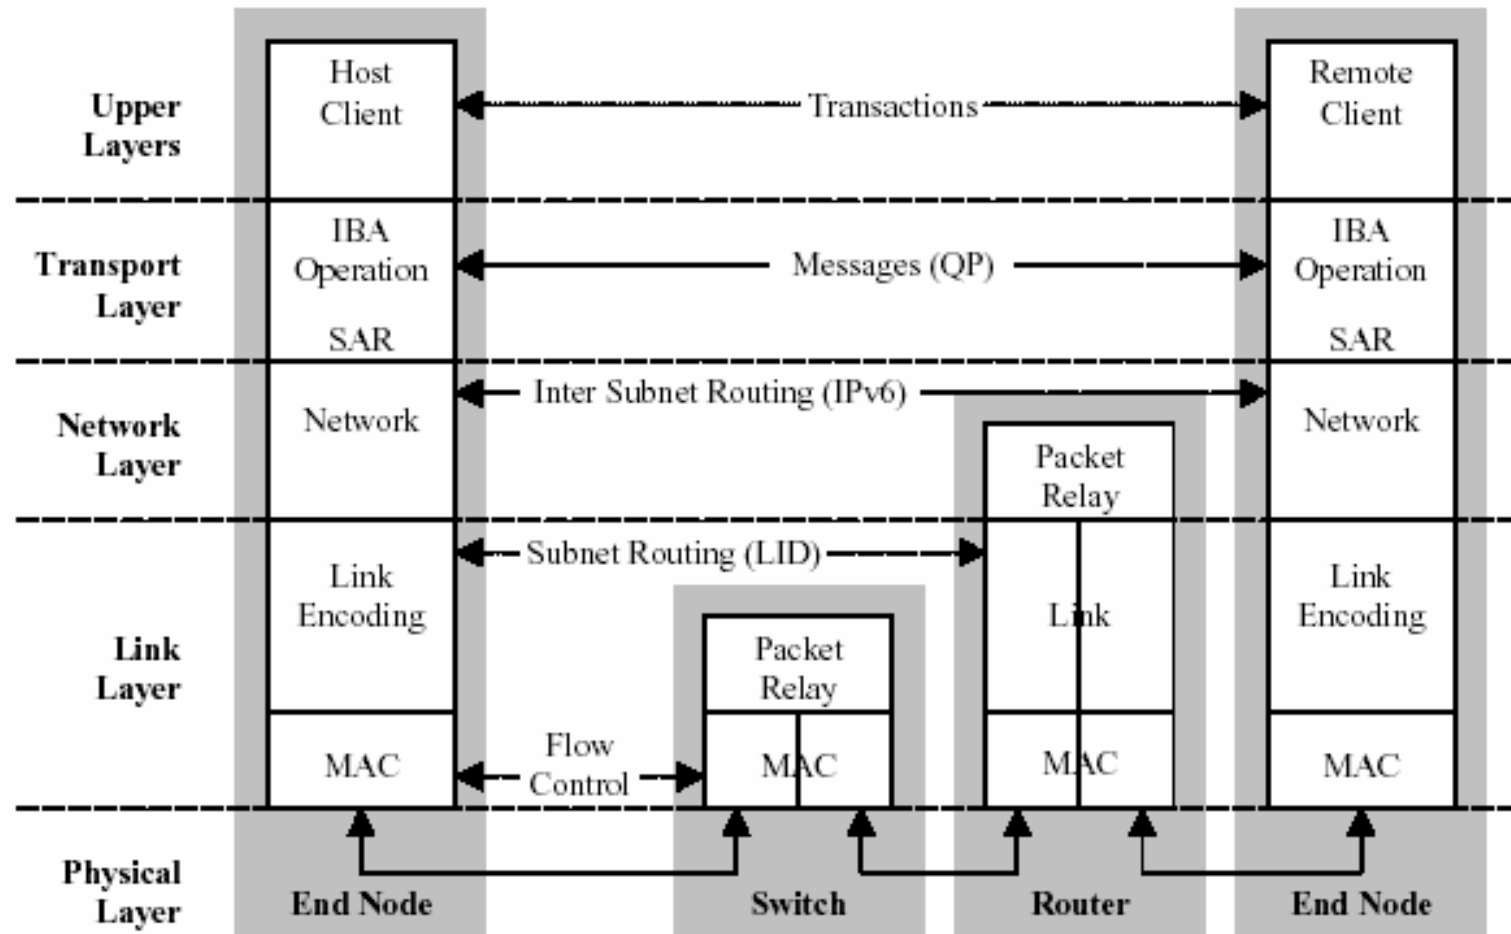 Host
Client
Remote
Client
Upper
Layers
Transactions
IBA
Operation
SAR
IBA
Operation
SAR
Transport
Layer
Messages (QP)
Inter Subnet Routing (IPv6)
Network
Layer
Network
Network
Packet
Relay
Subnet Routing (LID)
Link
Encoding
Link
Link
Encoding
Link
Layer
Packet
Relay
Flow
Control
MAC
MAC
MAC
MAC
Physical
Layer
End Node
Switch
Router
End Node